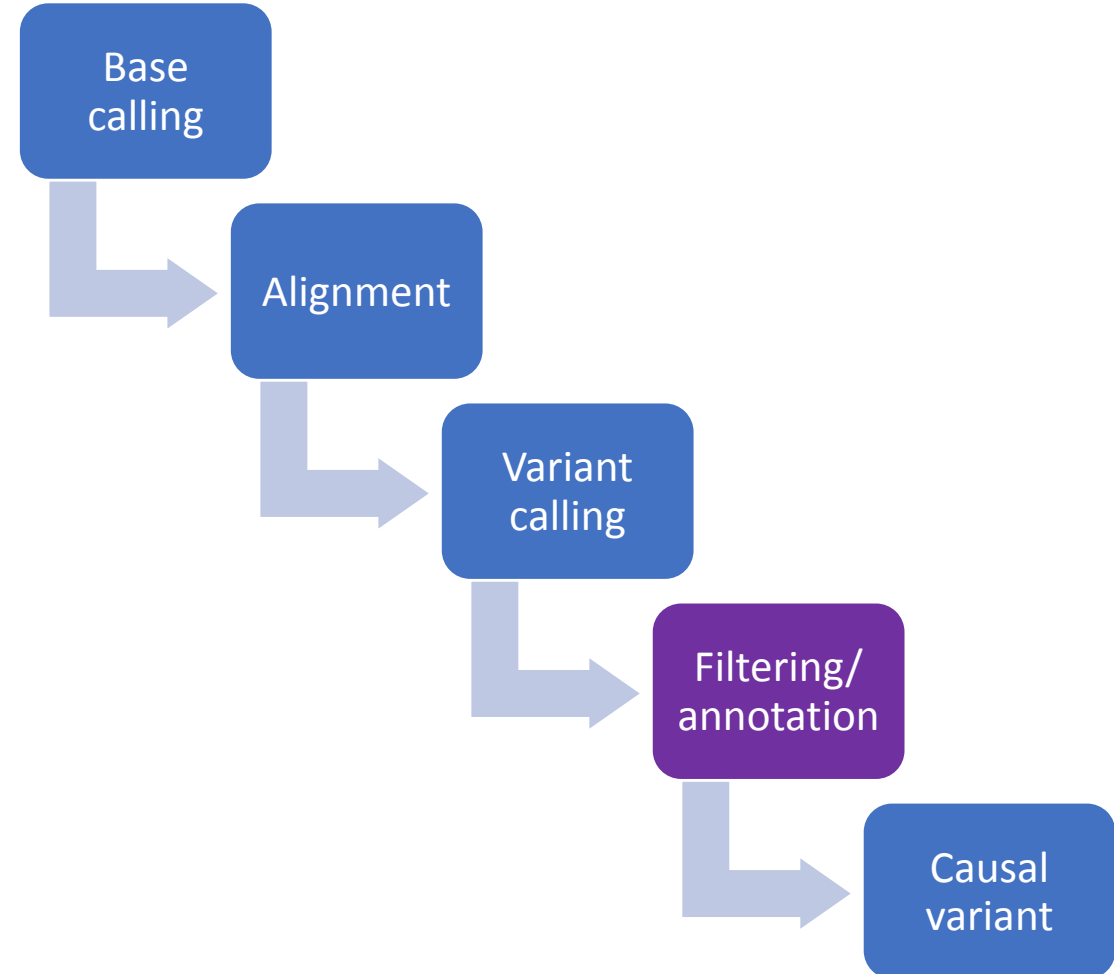 Base
calling
Alignment
Variant
calling
Filtering/
annotation
Causal
variant